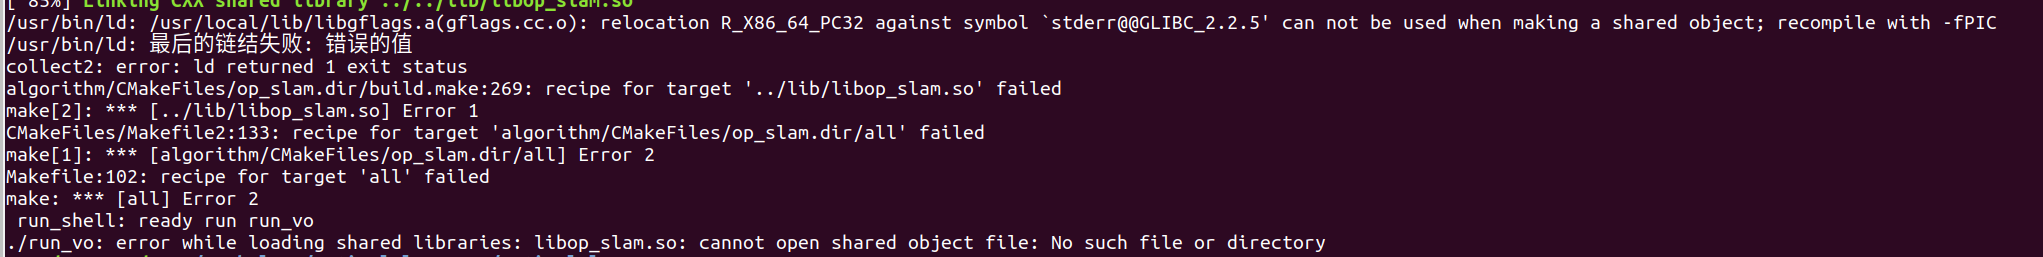 [ 85%] Linking CXX shared library ../../lib/libop_slam.so
/usr/bin/ld: /usr/local/lib/libgflags.a(gflags.cc.o): relocation R_X86_64_PC32 against symbol `stderr@@GLIBC_2.2.5' can not be used when making a shared object; recompile with -fPIC
/usr/bin/ld: 最后的链结失败: 错误的值
collect2: error: ld returned 1 exit status
algorithm/CMakeFiles/op_slam.dir/build.make:269: recipe for target '../lib/libop_slam.so' failed
make[2]: *** [../lib/libop_slam.so] Error 1
CMakeFiles/Makefile2:133: recipe for target 'algorithm/CMakeFiles/op_slam.dir/all' failed
make[1]: *** [algorithm/CMakeFiles/op_slam.dir/all] Error 2
Makefile:102: recipe for target 'all' failed
make: *** [all] Error 2
run_shell: ready run run_vo
./run_vo: error while loading shared libraries: libop_slam.so: cannot open shared object file: No such file or directory